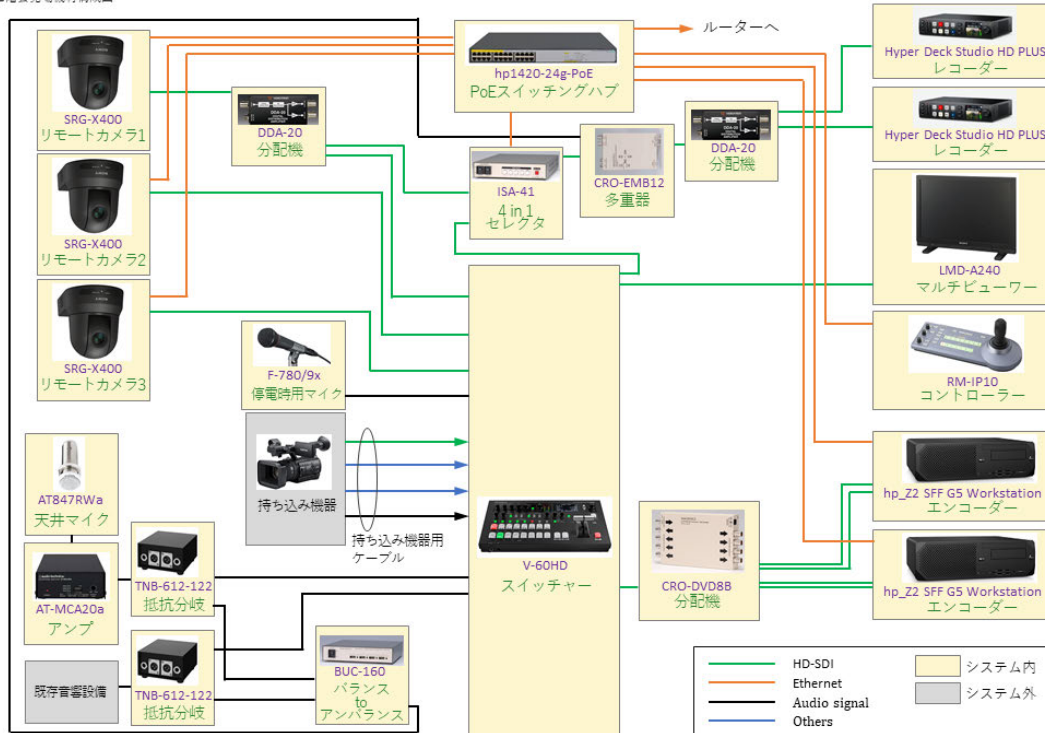 ルーターへ
hp1420-24g-PoE
PoEスイッチングハブ
SRG-X400
リモートカメラ1
DDA-20
分配機
ISA-41
4 in 1
セレクタ
CRO-EMB12
多重器
DDA-20
分配機
Hyper Deck Studio HD PLUS
レコーダー
Hyper Deck Studio HD PLUS
レコーダー
SRG-X400
リモートカメラ2
LMD-A240
マルチビューワー
SRG-X400
リモートカメラ3
F-780/9x
停電時用マイク
RM-IP10
コントローラー
持ち込み機器
持ち込み機器用
ケーブル
AT847RWa
天井マイク
AT-MCA20a
アンプ
TNB-612-122
抵抗分岐
V-60HD
スイッチャー
CRO-DVD8B
分配機
hp_Z2 SFF G5 Workstation
エンコーダー
hp_Z2 SFF G5 Workstation
エンコーダー
既存音響設備
TNB-612-122
抵抗分岐
BUC-160
バランス
to
アンバランス
HD-SDI
Ethernet
Audio signal
Others
システム内
システム外